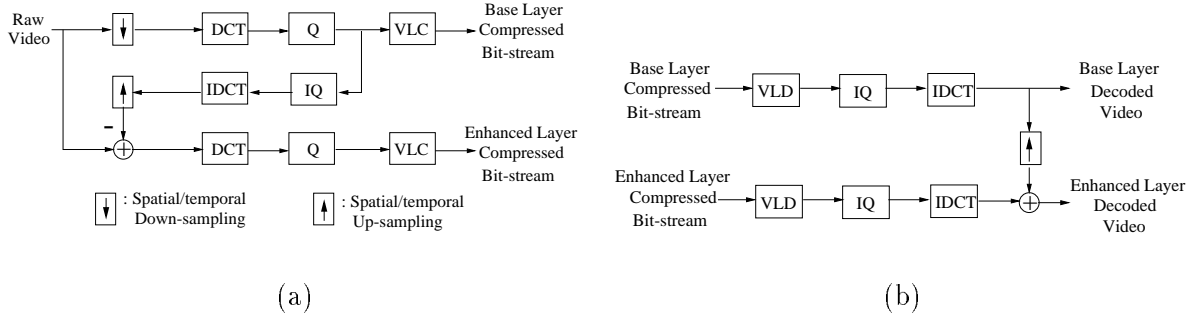 Raw
Video
DCT
Q
VLC
Base Layer
Compressed
Bit-stream
IDCT
IQ
DCT
Q
VLC
Enhanced Layer
Compressed
Bit-stream
: Spatial/temporal
Down-sampling
: Spatial/temporal
Up-sampling
(a)
Base Layer
Compressed
Bit-stream
VLD
IQ
IDCT
Base Layer
Decoded
Video
Enhanced Layer
Compressed
Bit-stream
VLD
IQ
IDCT
Enhanced Layer
Decoded
Video
(b)